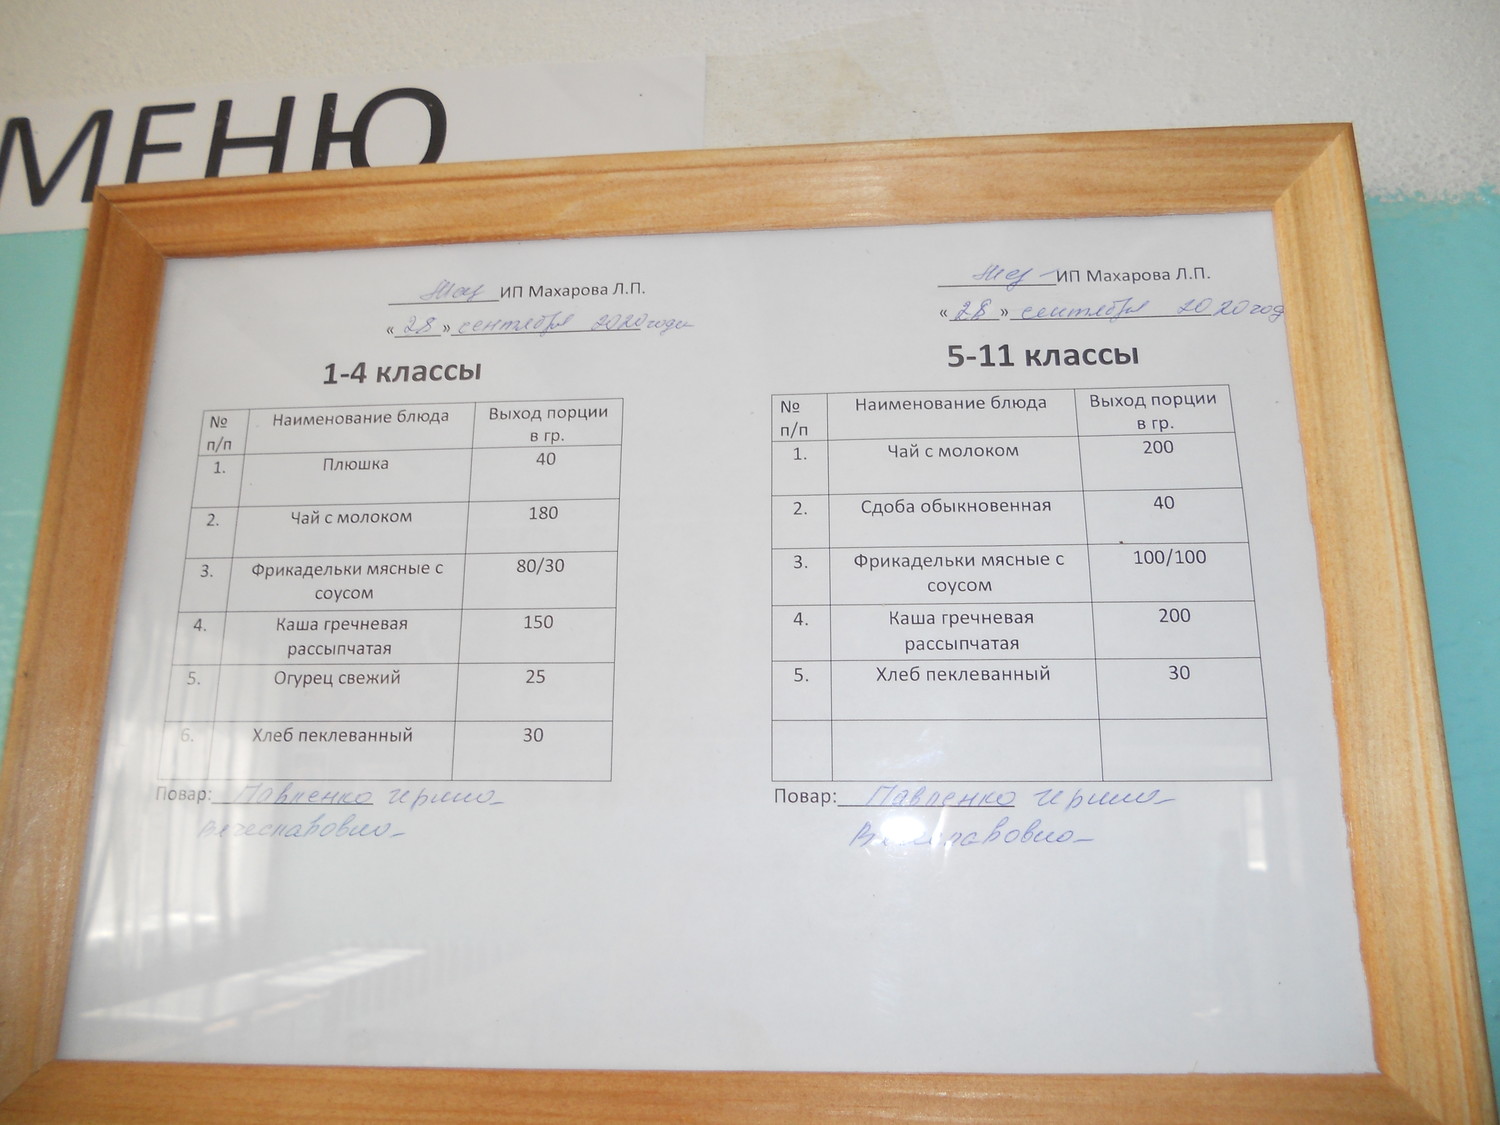 МЕНЮ
ИП Махарова Л.П.
«28» сентября 2020 года
1-4 классы
№ п/п Наименование блюда Выход порции в гр.
1. Плюшка 40
2. Чай с молоком 180
3. Фрикадельки мясные с соусом 80/30
4. Каша гречневая рассыпчатая 150
5. Огурец свежий 25
6. Хлеб пеклеванный 30
Повар: Павленко Ирина
Вячеславовна
ИП Махарова Л.П.
«28» сентября 2020 год
5-11 классы
№ п/п Наименование блюда Выход порции в гр.
1. Чай с молоком 200
2. Сдоба обыкновенная 40
3. Фрикадельки мясные с соусом 100/100
4. Каша гречневая рассыпчатая 200
5. Хлеб пеклеванный 30
Повар: Павленко Ирина
Вячеславовна